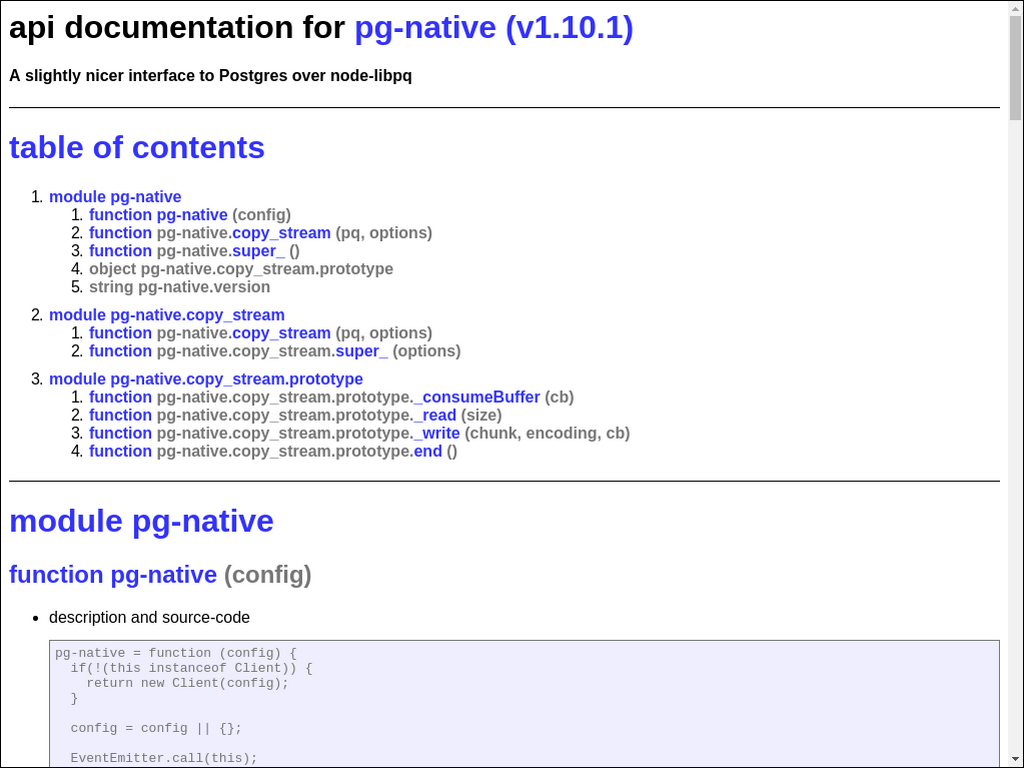 api documentation for pg-native (v1.10.1)
A slightly nicer interface to Postgres over node-libpq
table of contents
1. module pg-native
1. function pg-native (config)
2. function pg-native.copy_stream (pq, options)
3. function pg-native.super_ ()
4. object pg-native.copy_stream.prototype
5. string pg-native.version
2. module pg-native.copy_stream
1. function pg-native.copy_stream (pq, options)
2. function pg-native.copy_stream.super_ (options)
3. module pg-native.copy_stream.prototype
1. function pg-native.copy_stream.prototype._consumeBuffer (cb)
2. function pg-native.copy_stream.prototype._read (size)
3. function pg-native.copy_stream.prototype._write (chunk, encoding, cb)
4. function pg-native.copy_stream.prototype.end ()
module pg-native
function pg-native (config)
• description and source-code
pg-native = function (config) {
  if(!(this instanceof Client)) {
    return new Client(config);
  }
  config = config || {};
  EventEmitter.call(this);